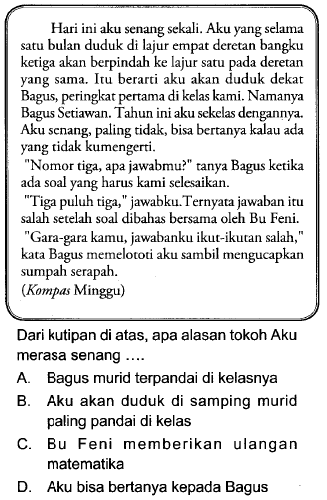 Hari ini aku senang sekali. Aku yang selama
satu bulan duduk di lajur empat deretan bangku
ketiga akan berpindah ke lajur satu pada deretan
yang sama. Itu berarti aku akan duduk dekat
Bagus, peringkat pertama di kelas kami. Namanya
Bagus Setiawan. Tahun ini aku sekelas dengannya.
Aku senang, paling tidak, bisa bertanya kalau ada
yang tidak kumengerti.
"Nomor tiga, apa jawabmu?" tanya Bagus ketika
ada soal yang harus kami selesaikan.
"Tiga puluh tiga," jawabku.Ternyata jawaban itu
salah setelah soal dibahas bersama oleh Bu Feni.
"Gara-gara kamu, jawabanku ikut-ikutan salah,"
kata Bagus memelototi aku sambil mengucapkan
sumpah serapah.
(Kompas Minggu)
Dari kutipan di atas, apa alasan tokoh Aku
merasa senang ....
A. Bagus murid terpandai di kelasnya
B. Aku akan duduk di samping murid
paling pandai di kelas
C. Bu Feni memberikan ulangan
matematika
D. Aku bisa bertanya kepada Bagus